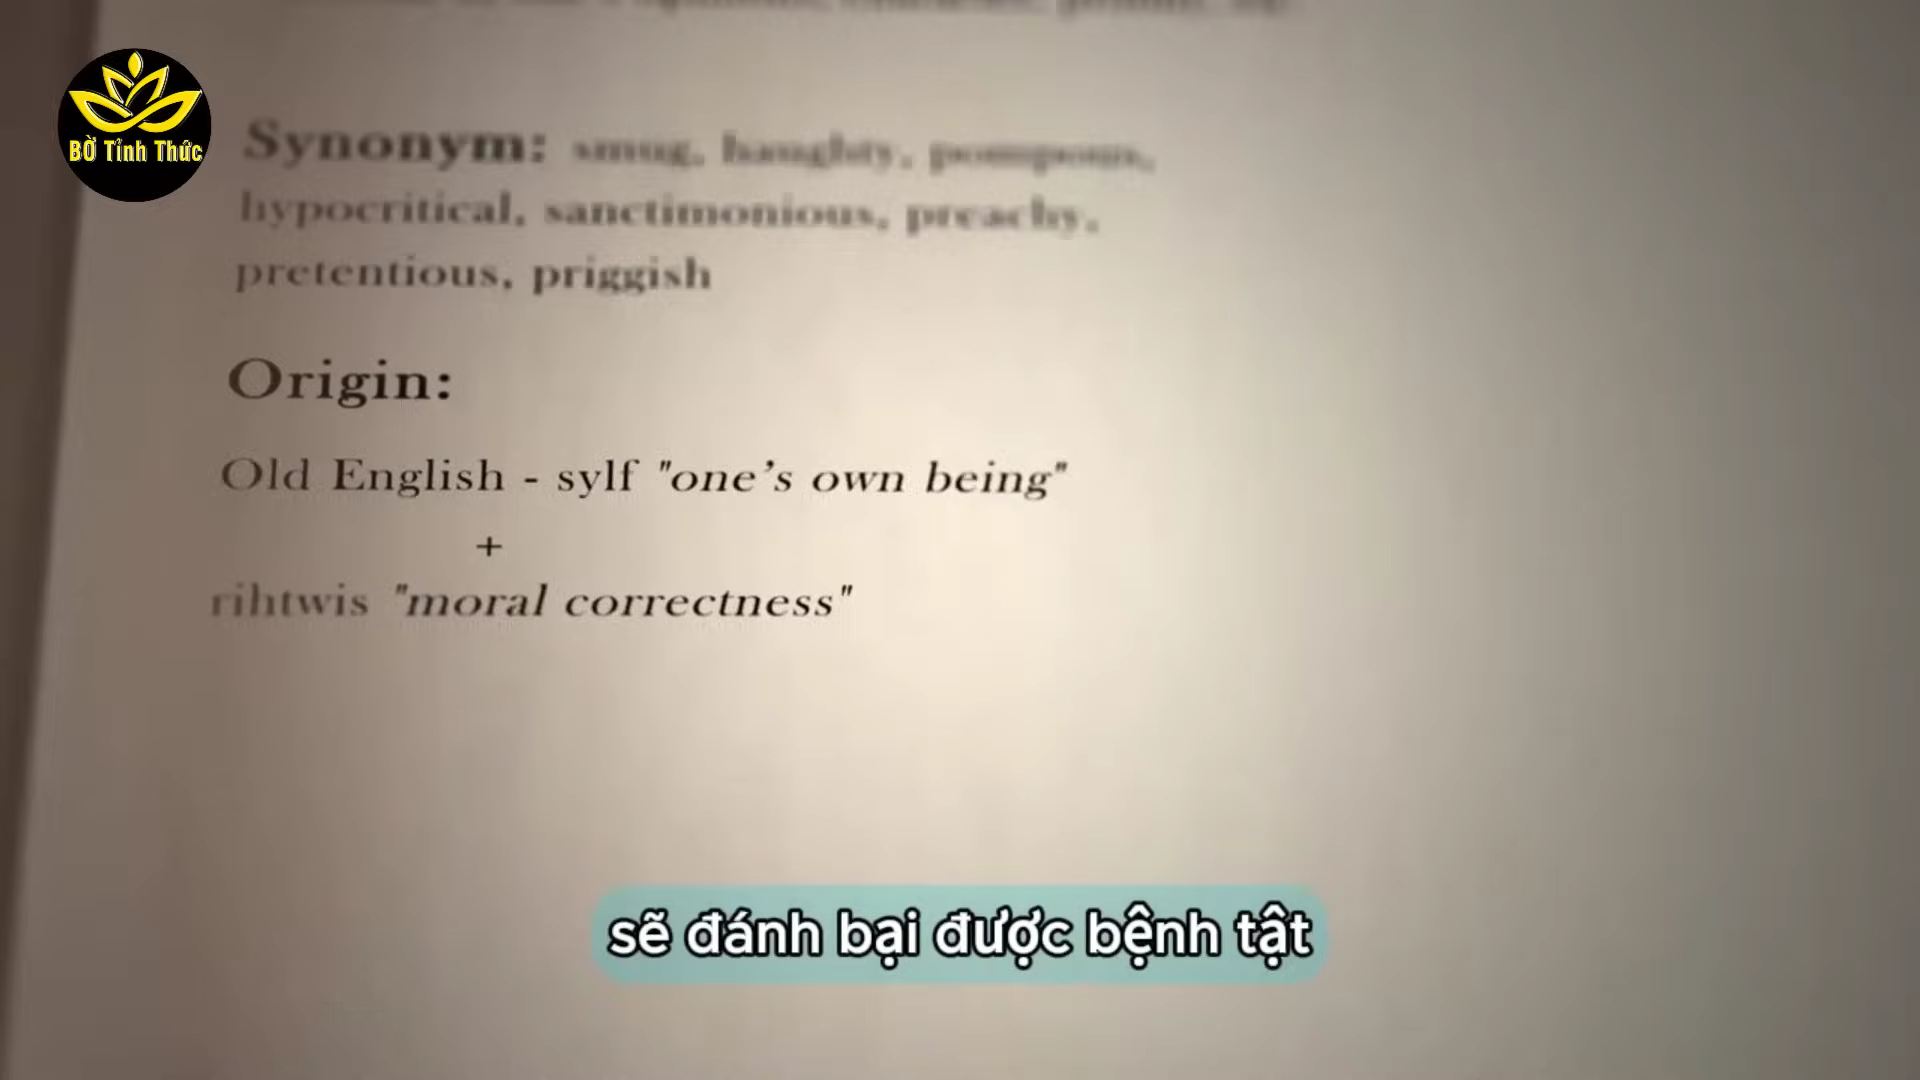 BỜ Tỉnh Thức
Synonym: smug, haughty, pompous,
hypocritical, sanctimonious, preachy,
pretentious, priggish
Origin:
Old English - sylf "one’s own being"
+
rihtwis "moral correctness"
sẽ đánh bại được bệnh tật